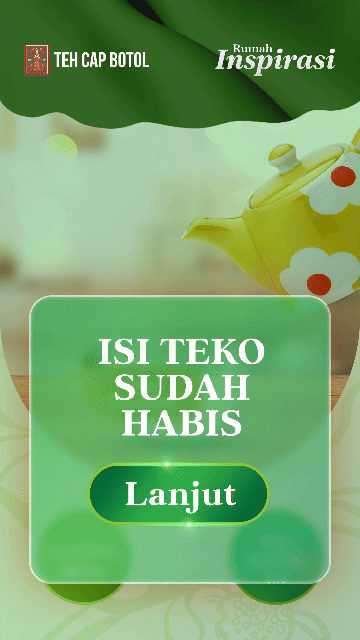 TEH CAP BOTOL
Rumah
Inspirasi
ISI TEKO
SUDAH
HABIS
Lanjut